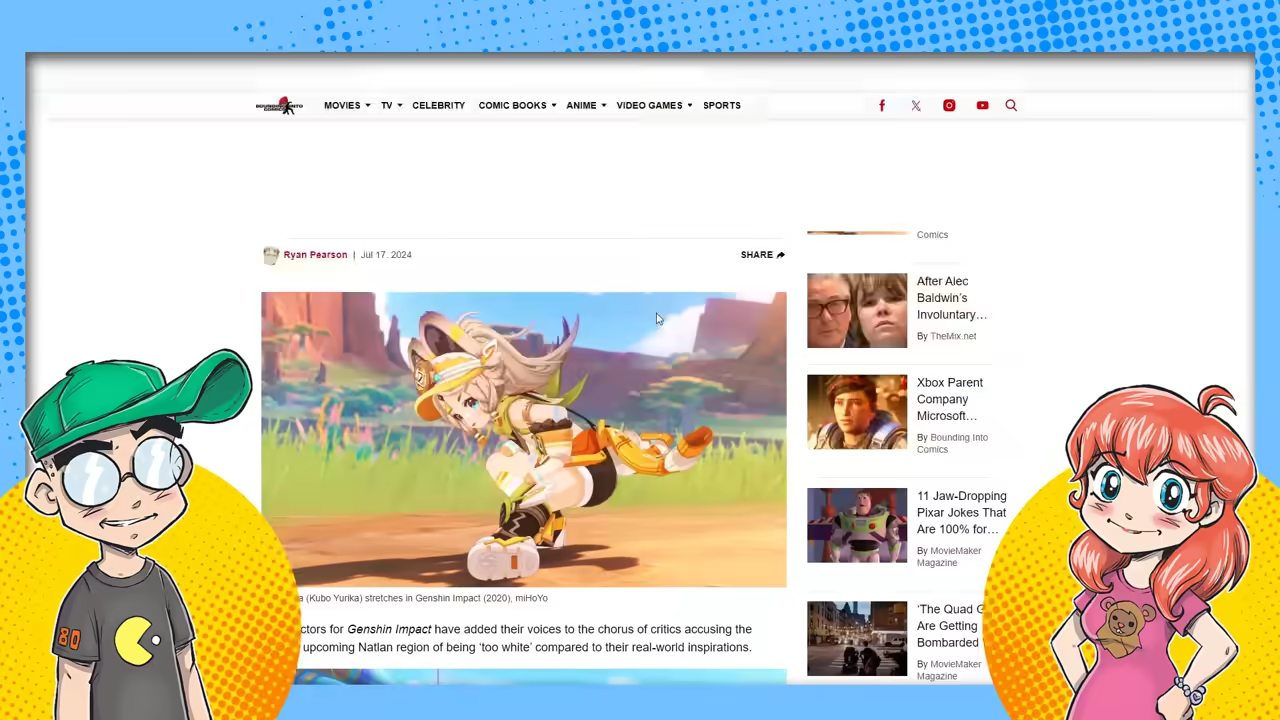 BOUNDING INTO
COMICS
MOVIES TV CELEBRITY COMIC BOOKS ANIME VIDEO GAMES SPORTS
Ryan Pearson | Jul 17. 2024
SHARE
a (Kubo Yurika) stretches in Genshin Impact (2020), miHoYo
ctors for Genshin Impact have added their voices to the chorus of critics accusing the
upcoming Natlan region of being ‘too white’ compared to their real-world inspirations.
Comics
After Alec
Baldwin’s
Involuntary…
By TheMix.net
Xbox Parent
Company
Microsoft…
By Bounding Into
Comics
11 Jaw-Dropping
Pixar Jokes That
Are 100% for…
By MovieMaker
Magazine
‘The Quad G
Are Getting
Bombarded
By MovieMaker
Magazine
80